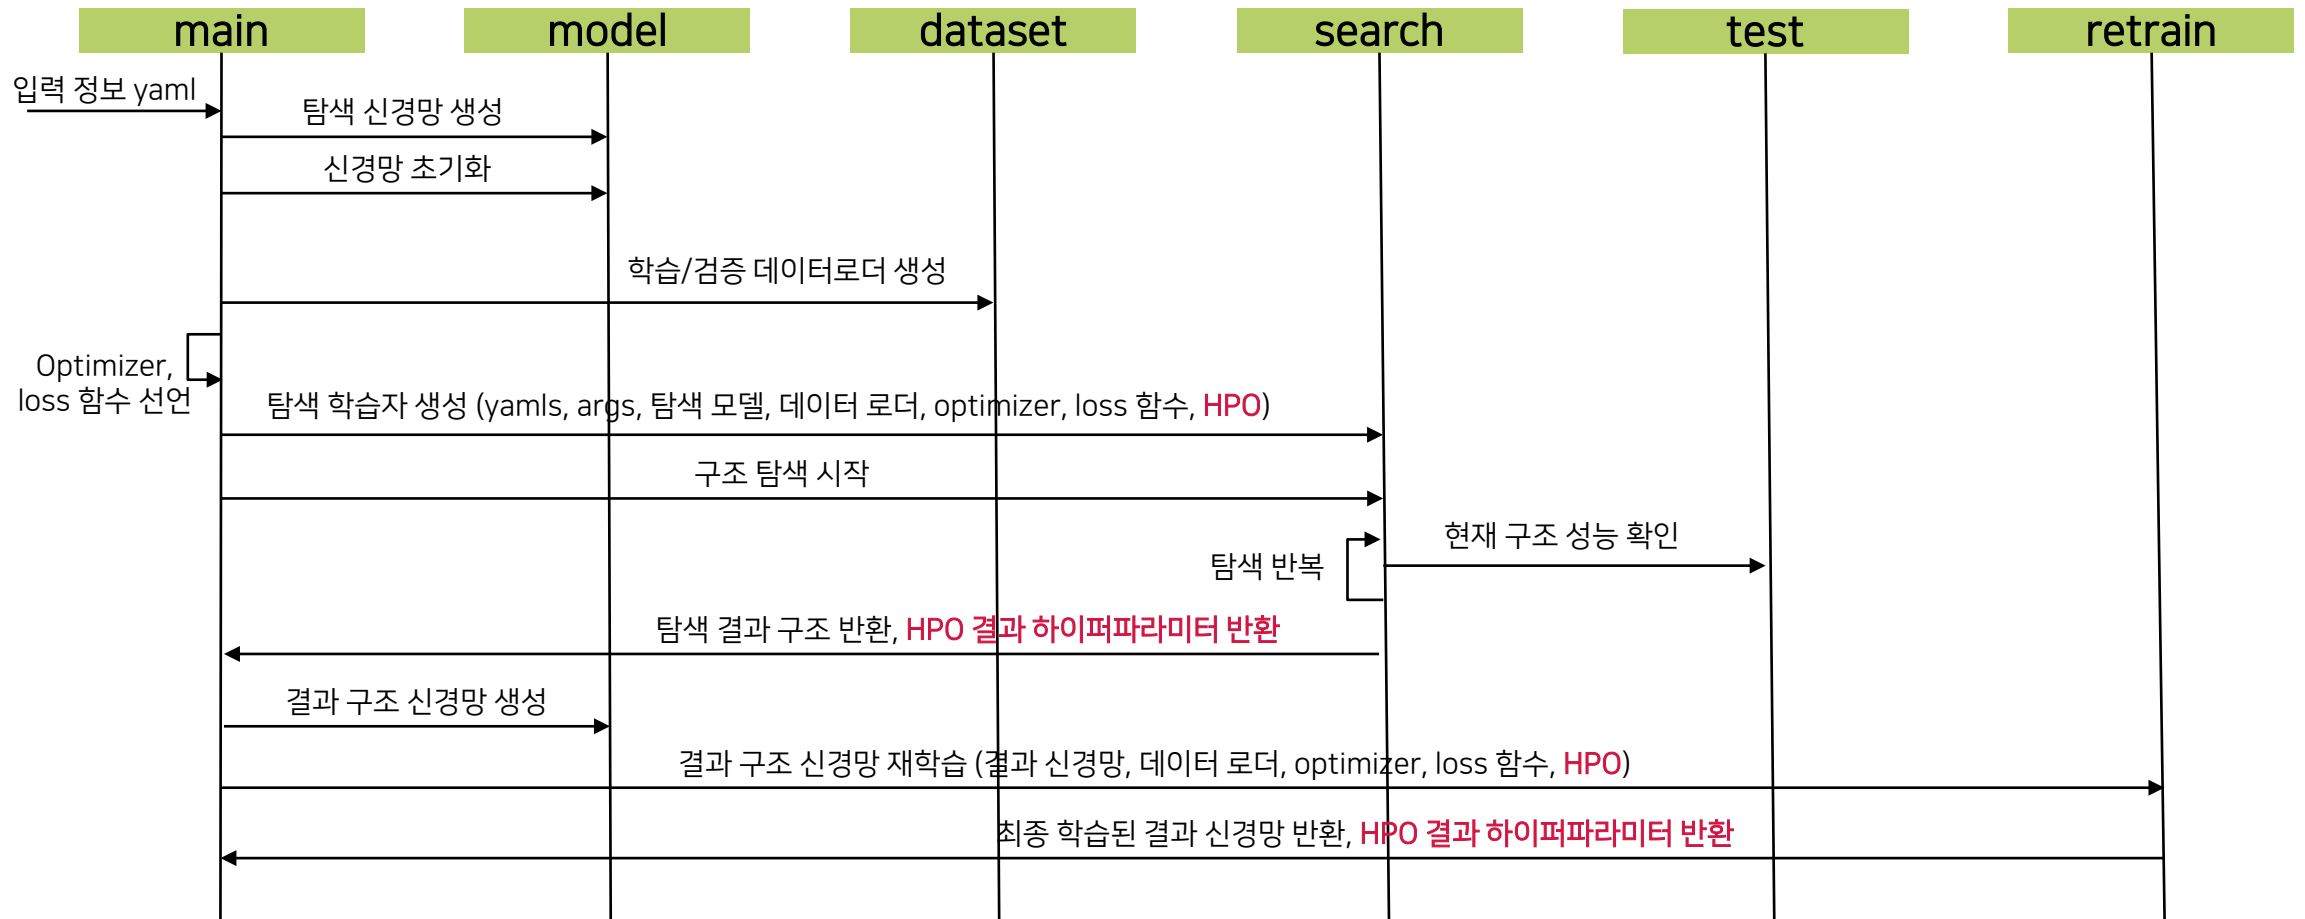 main
model
dataset
search
test
retrain
입력 정보 yaml
탐색 신경망 생성
신경망 초기화
학습/검증 데이터로더 생성
Optimizer,
loss 함수 선언
탐색 학습자 생성 (yamls, args, 탐색 모델, 데이터 로더, optimizer, loss 함수, HPO)
구조 탐색 시작
현재 구조 성능 확인
탐색 반복
탐색 결과 구조 반환, HPO 결과 하이퍼파라미터 반환
결과 구조 신경망 생성
결과 구조 신경망 재학습 (결과 신경망, 데이터 로더, optimizer, loss 함수, HPO)
최종 학습된 결과 신경망 반환, HPO 결과 하이퍼파라미터 반환